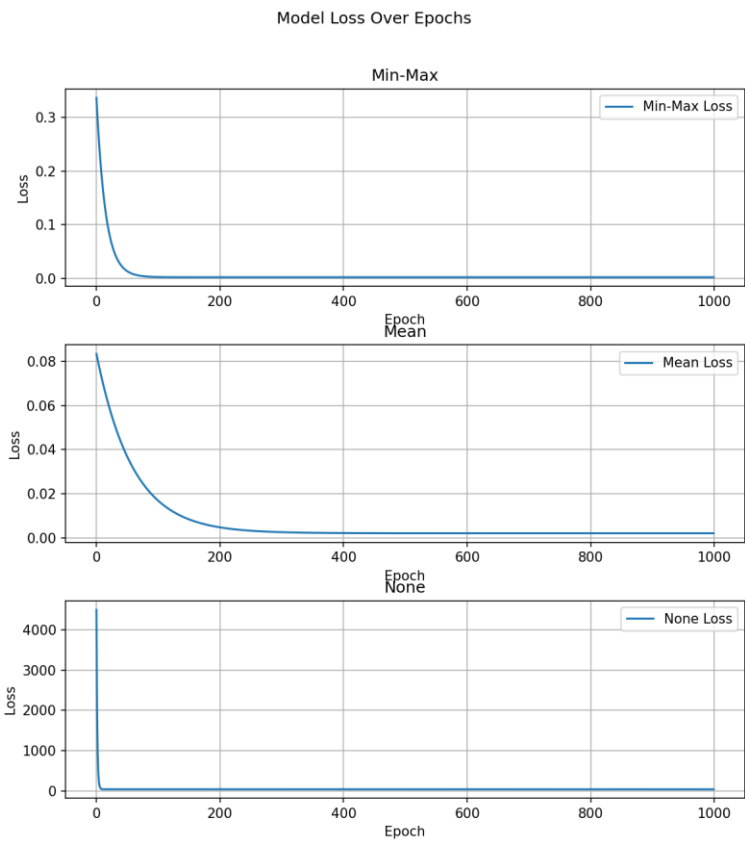 Model Loss Over Epochs
Min-Max
Min-Max Loss
Loss
0.3
0.2
0.1
0.0
0 200 400 600 800 1000
Epoch
Mean
Mean Loss
Loss
0.08
0.06
0.04
0.02
0.00
0 200 400 600 800 1000
Epoch
None
None Loss
Loss
4000
3000
2000
1000
0
0 200 400 600 800 1000
Epoch